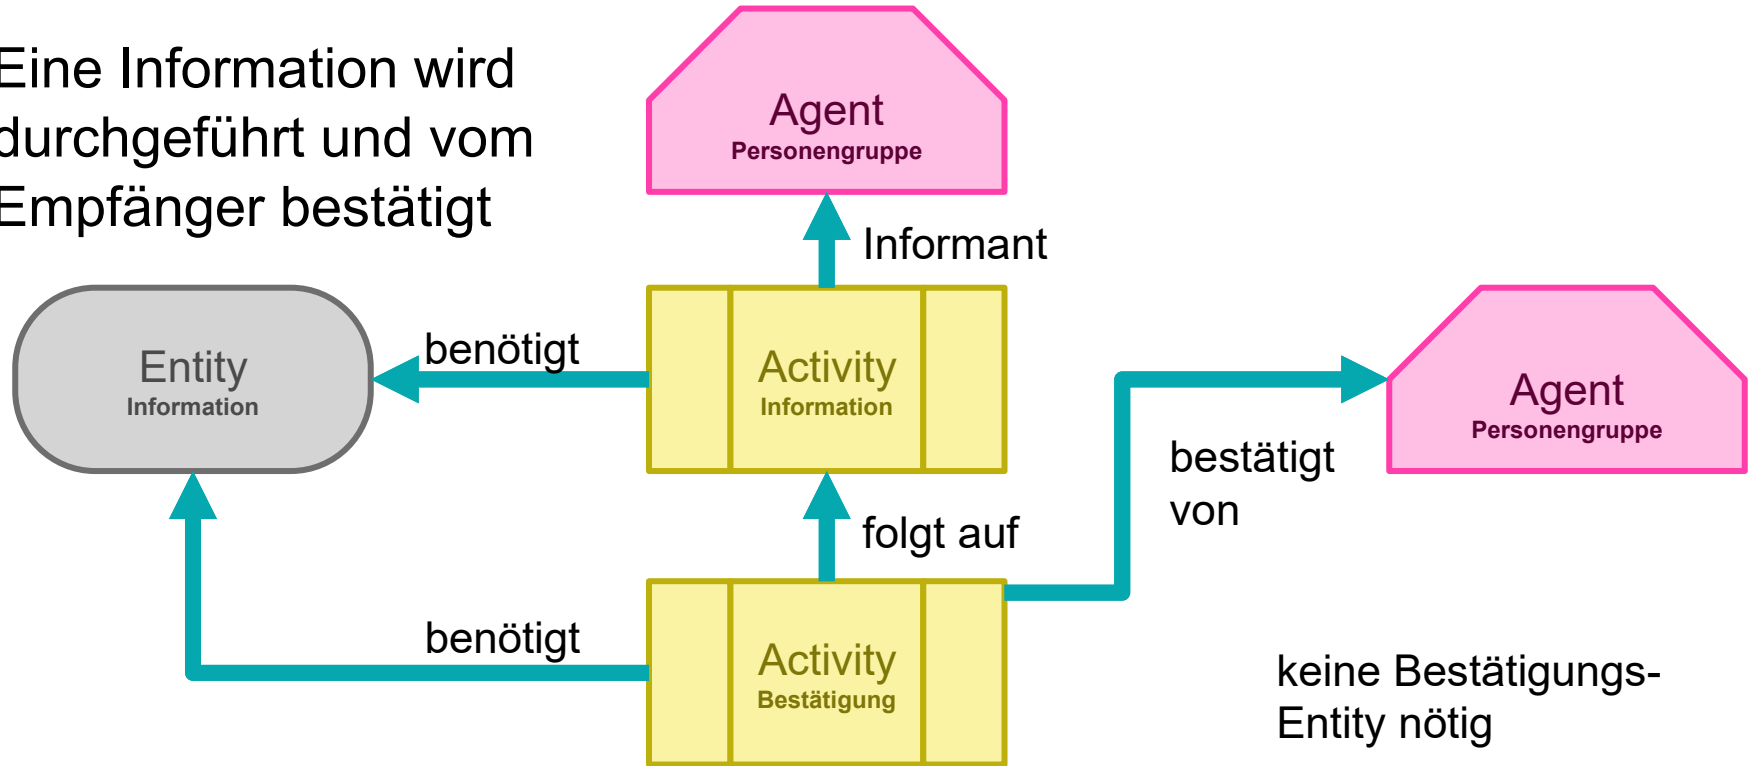 Eine Information wird
durchgeführt und vom
Empfänger bestätigt
Agent
Personengruppe
Informant
Entity
Information
benötigt
Activity
Information
Agent
Personengruppe
bestätigt
von
folgt auf
benötigt
Activity
Bestätigung
keine Bestätigungs-
Entity nötig